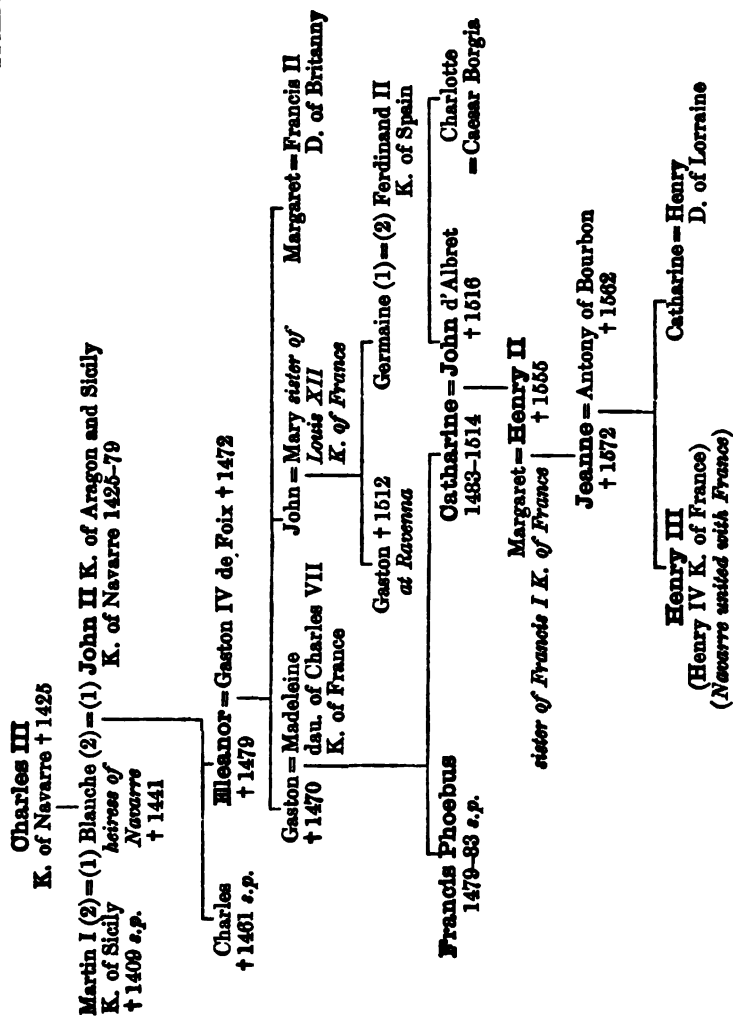 Charles III
K. of Navarre † 1425
Martin I (2)=(1) Blanche (2)=(1) John II K. of Aragon and Sicily
K. of Sicily
† 1409 s.p.
heiress of
Navarre
† 1441
K. of Navarre 1425-79
Charles
† 1461 s.p.
Eleanor=Gaston IV de Foix † 1472
† 1479
Gaston=Madeleine
† 1470
dau. of Charles VII
K. of France
John=Mary sister of
Louis XII
K. of France
Margaret=Francis II
D. of Britanny
Gaston † 1512
at Ravenna
Germaine (1)=(2) Ferdinand II
K. of Spain
Francis Phoebus
1479-83 s.p.
Catharine=John d'Albret
1483-1514
† 1516
Charlotte
=Caesar Borgia
Margaret=Henry II
sister of Francis I K. of France
† 1555
Jeanne=Antony of Bourbon
† 1572
† 1562
Henry III
(Henry IV K. of France)
(Navarre united with France)
Catharine=Henry
D. of Lorraine